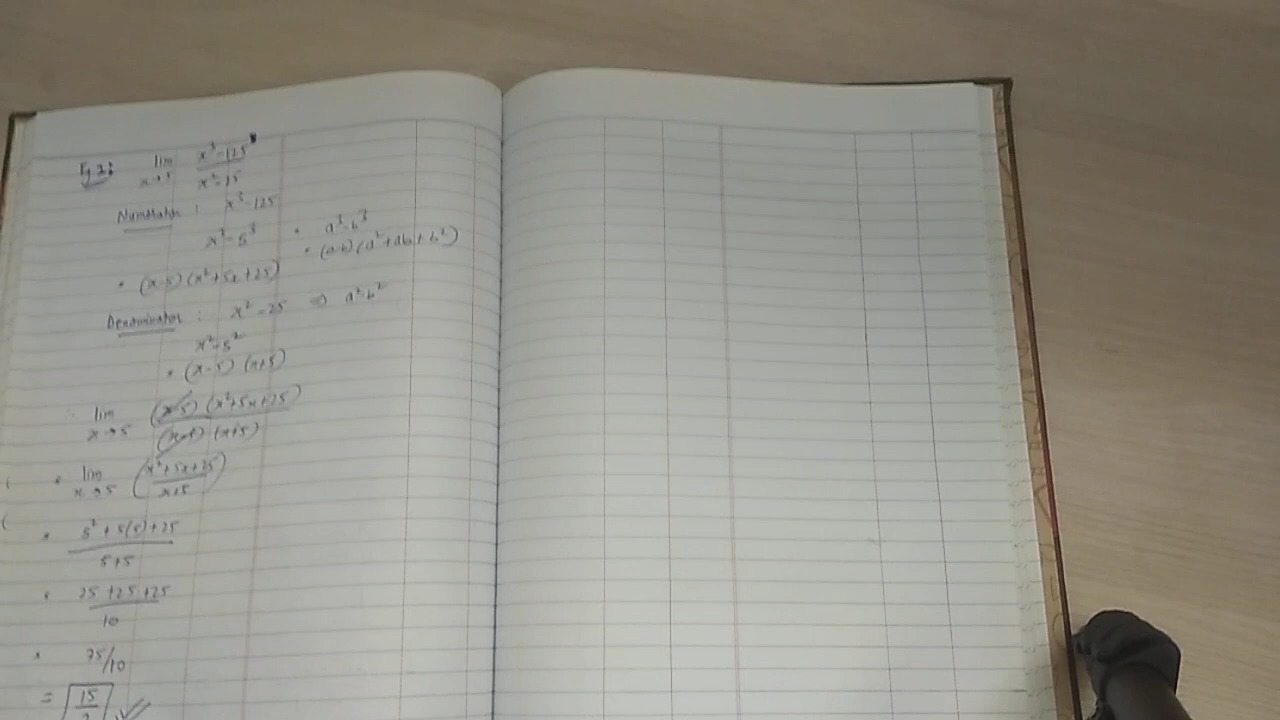 Eg 2: lim x→5 x³-125 / x²-25
Numerator : x³-125
x³-5³ • a³-b³
• (a-b)(a²+ab+b²)
• (x-5)(x²+5x+25)
Denominator : x²-25 ⇒ a²-b²
x²-5²
• (x-5)(x+5)
∴ lim x→5 (x-5)(x²+5x+25) / (x-5)(x+5)
• lim x→5 (x²+5x+25 / x+5)
• 5²+5(5)+25 / 5+5
• 25+25+25 / 10
• 75/10
= 15/2